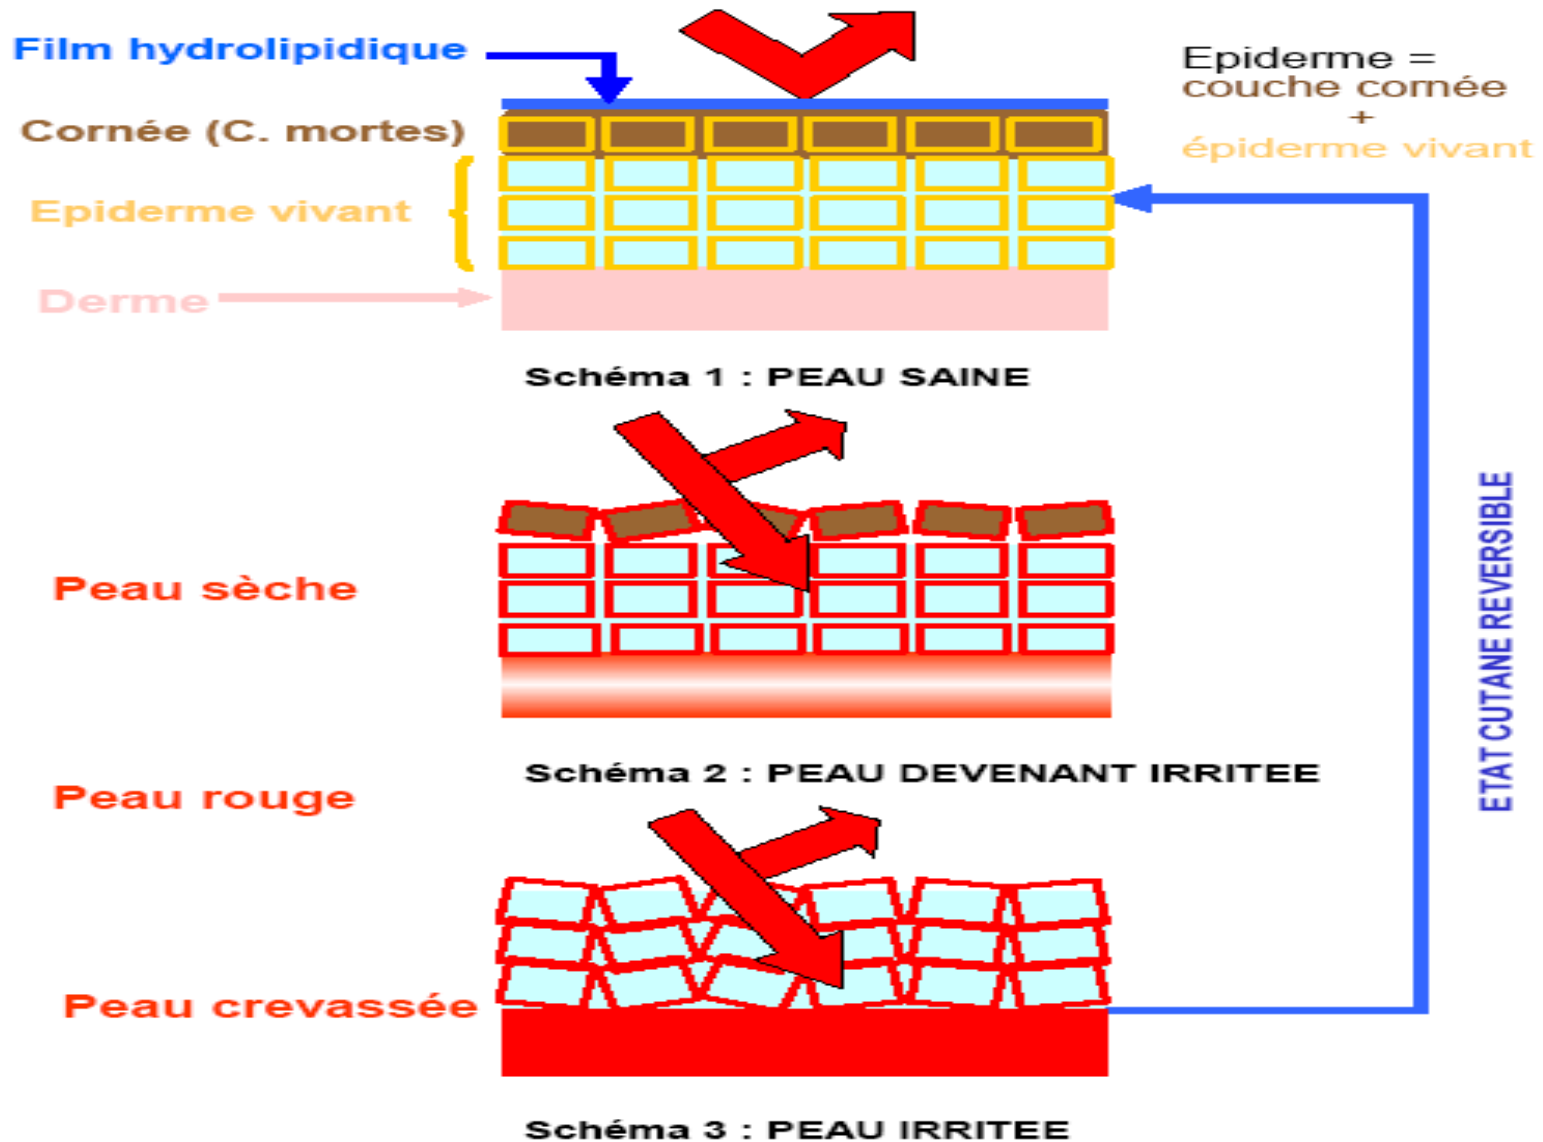 Film hydrolipidique
Epiderme =
couche cornée
+
épiderme vivant
Cornée (C. mortes)
Epiderme vivant
Derme
Schéma 1 : PEAU SAINE
Peau sèche
ETAT CUTANE REVERSIBLE
Schéma 2 : PEAU DEVENANT IRRITEE
Peau rouge
Peau crevassée
Schéma 3 : PEAU IRRITEE